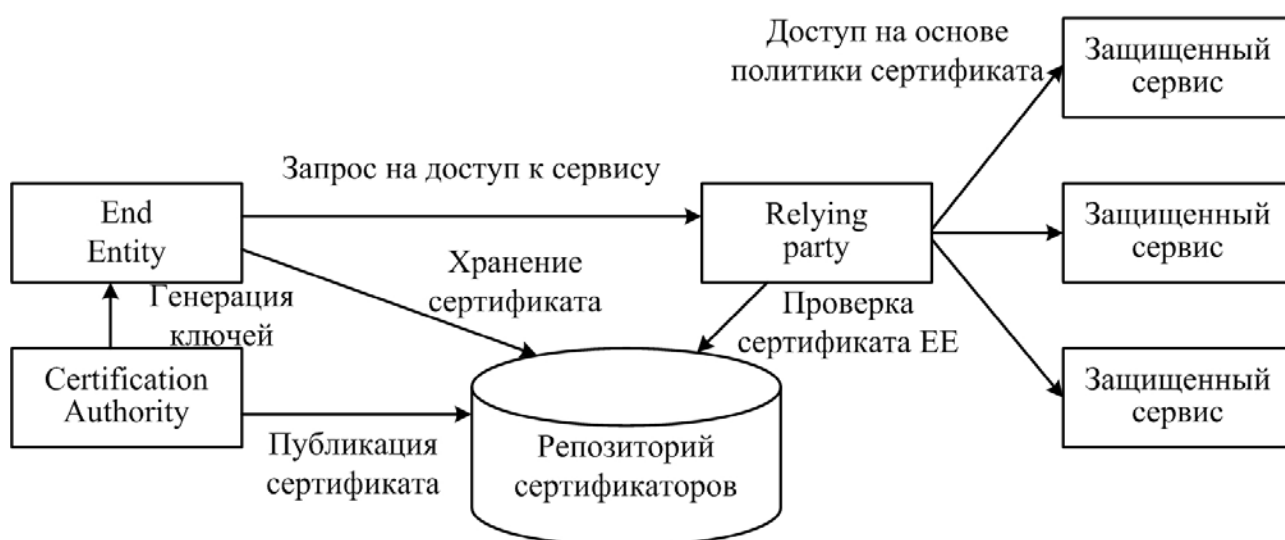 Доступ на основе
политики сертификата
Защищенный
сервис
Запрос на доступ к сервису
End
Entity
Relying
party
Защищенный
сервис
Хранение
сертификата
Генерация
ключей
Проверка
сертификата EE
Certification
Authority
Защищенный
сервис
Публикация
сертификата
Репозиторий
сертификаторов